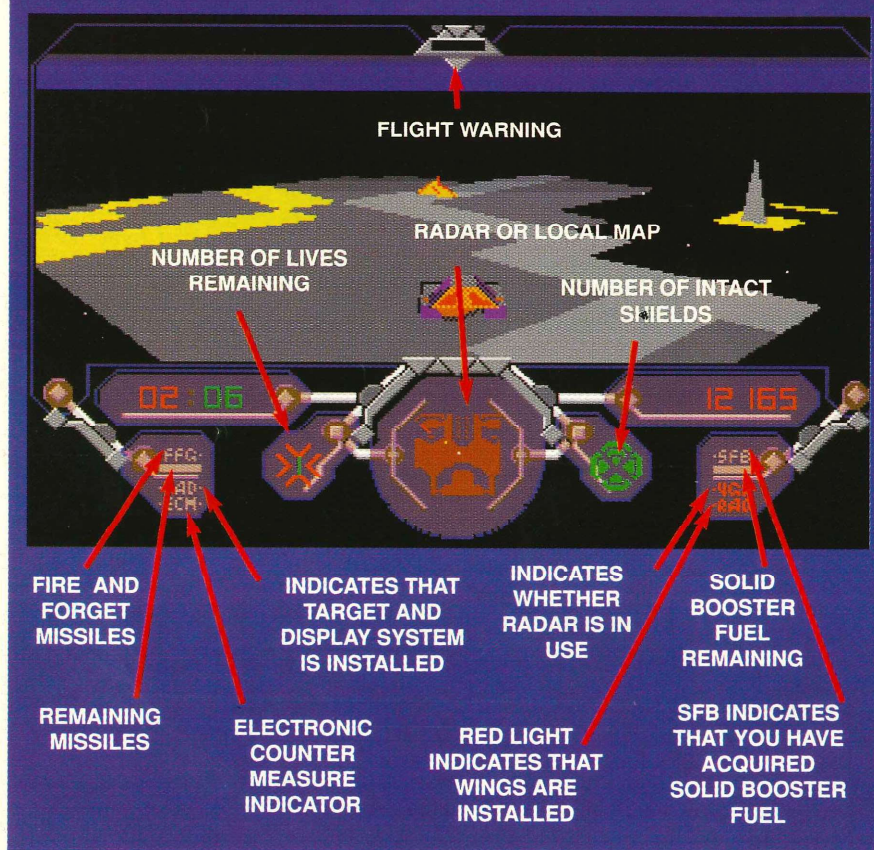 FLIGHT WARNING
RADAR OR LOCAL MAP
NUMBER OF LIVES
REMAINING
NUMBER OF INTACT
SHIELDS
02:06
12165
FFG
ECM
SFB
RAD
FIRE AND
FORGET
MISSILES
INDICATES THAT
TARGET AND
DISPLAY SYSTEM
IS INSTALLED
INDICATES
WHETHER
RADAR IS IN
USE
SOLID
BOOSTER
FUEL
REMAINING
REMAINING
MISSILES
ELECTRONIC
COUNTER
MEASURE
INDICATOR
RED LIGHT
INDICATES THAT
WINGS ARE
INSTALLED
SFB INDICATES
THAT YOU HAVE
ACQUIRED
SOLID BOOSTER
FUEL